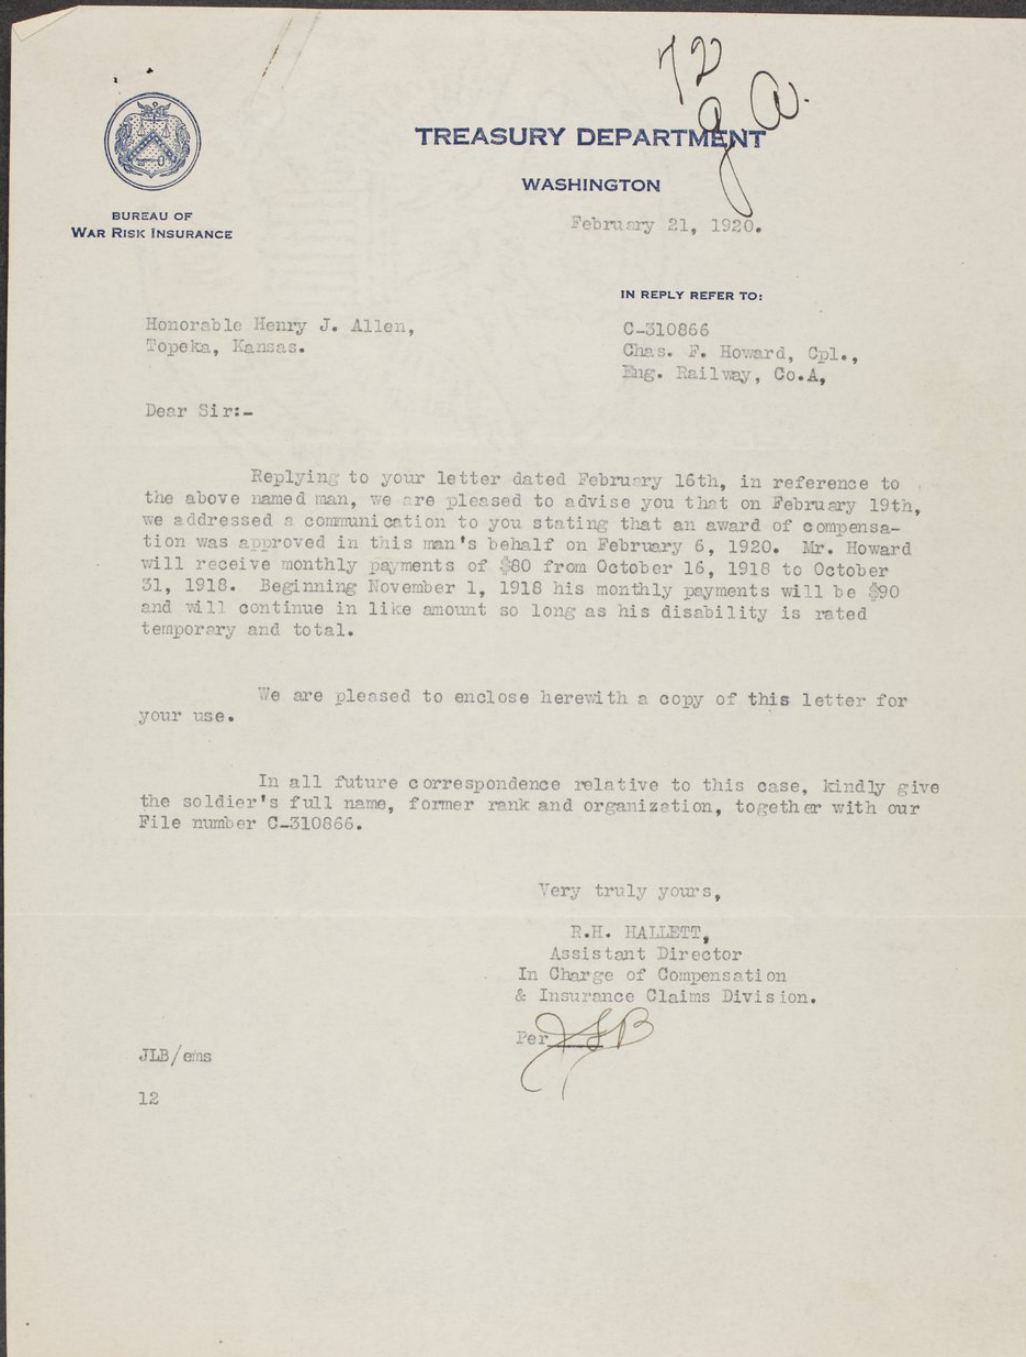 72
g a.
TREASURY DEPARTMENT
WASHINGTON
BUREAU OF
WAR RISK INSURANCE
February 21, 1920.
IN REPLY REFER TO:
Honorable Henry J. Allen,
Topeka, Kansas.
C-310866
Chas. F. Howard, Cpl.,
Eng. Railway, Co.A,
Dear Sir:-
Replying to your letter dated February 16th, in reference to
the above named man, we are pleased to advise you that on February 19th,
we addressed a communication to you stating that an award of compensa-
tion was approved in this man's behalf on February 6, 1920. Mr. Howard
will receive monthly payments of $80 from October 16, 1918 to October
31, 1918. Beginning November 1, 1918 his monthly payments will be $90
and will continue in like amount so long as his disability is rated
temporary and total.
We are pleased to enclose herewith a copy of this letter for
your use.
In all future correspondence relative to this case, kindly give
the soldier's full name, former rank and organization, together with our
File number C-310866.
Very truly yours,
R.H. HALLETT,
Assistant Director
In Charge of Compensation
& Insurance Claims Division.
Per JLB
JLB/ems
12